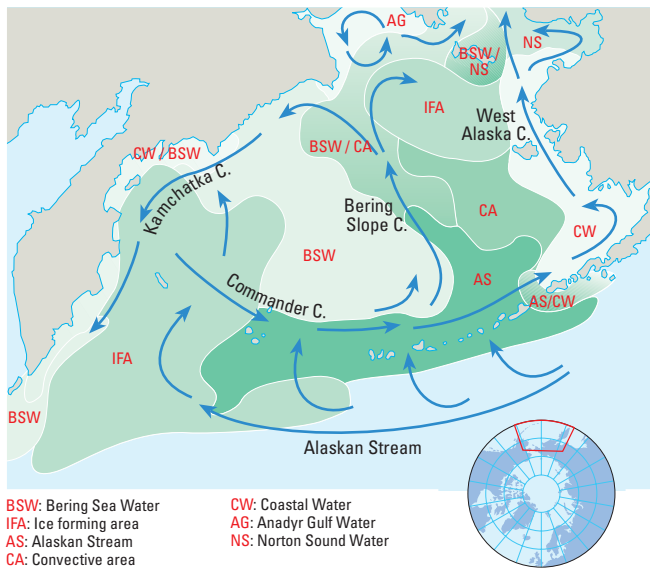 AG
NS
BSW /
NS
IFA
West
Alaska C.
BSW / CA
CW / BSW
Kamchatka C.
Bering
Slope C.
CA
CW
BSW
AS
Commander C.
AS/CW
IFA
BSW
Alaskan Stream
BSW: Bering Sea Water
IFA: Ice forming area
AS: Alaskan Stream
CA: Convective area
CW: Coastal Water
AG: Anadyr Gulf Water
NS: Norton Sound Water